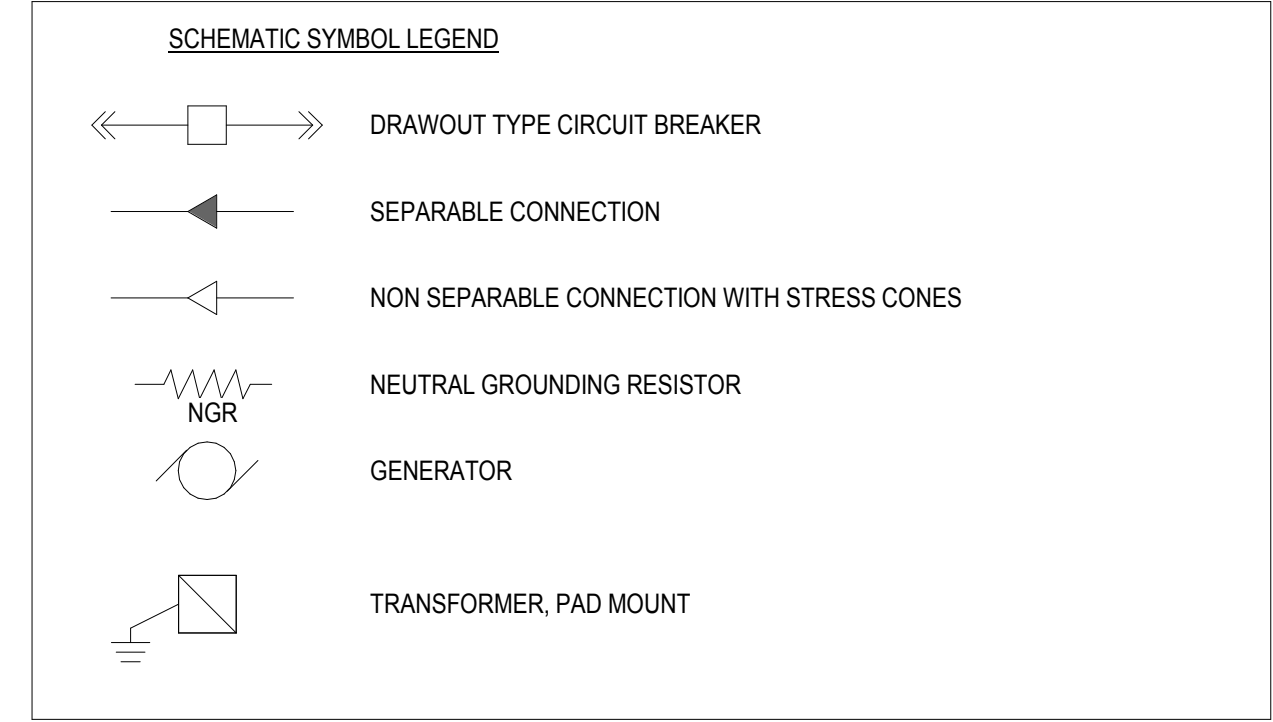 SCHEMATIC SYMBOL LEGEND
DRAWOUT TYPE CIRCUIT BREAKER
SEPARABLE CONNECTION
NON SEPARABLE CONNECTION WITH STRESS CONES
NEUTRAL GROUNDING RESISTOR
NGR
GENERATOR
TRANSFORMER, PAD MOUNT